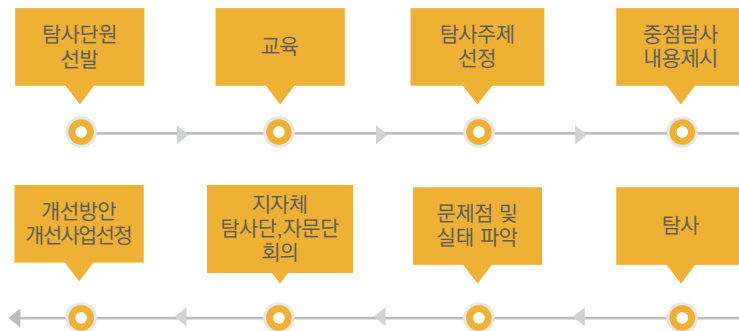 탐사단원
선발
교육
탐사주제
선정
중점탐사
내용제시
개선방안
개선사업선정
지자체
탐사단,자문단
회의
문제점 및
실태 파악
탐사